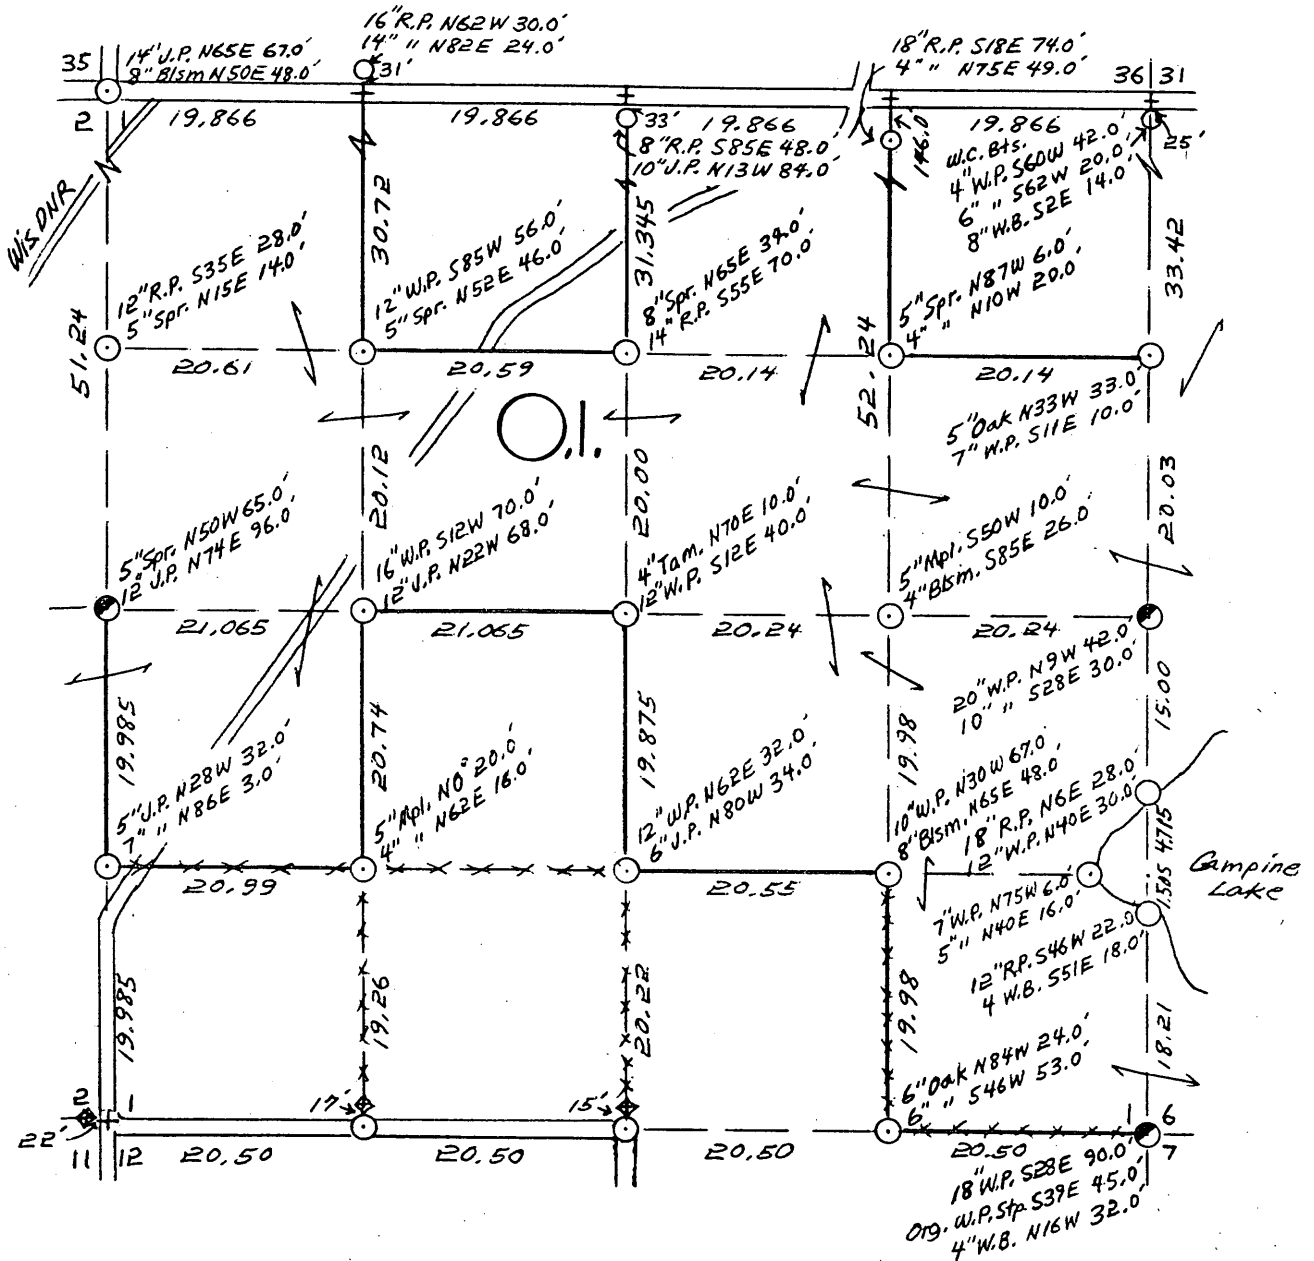 16" R.P. N62W 30.0'
14" " N82E 24.0'
35
14" J.P. N65E 67.0'
8" Blsm N50E 48.0'
31'
18" R.P. S18E 74.0'
4" " N75E 49.0'
36 31
2 1
19.866
19.866
33'
19.866
146.0'
19.866
25'
8" R.P. S85E 48.0'
10" J.P. N13W 84.0'
W.C. Bts.
4" W.P. S60W 42.0'
6" " S62W 20.0'
8" W.B. S2E 14.0'
Wis DNR
30.72
31.345
33.42
12" R.P. S35E 28.0'
5" Spr. N15E 14.0'
12" W.P. S85W 56.0'
5" Spr. N52E 46.0'
8" Spr. N65E 39.0'
14" R.P. S55E 70.0'
5" Spr. N87W 6.0'
4" " N10W 20.0'
51.24
52.24
20.61
20.59
20.14
20.14
O.1.
5" Oak N33W 33.0'
7" W.P. S11E 10.0'
20.12
20.00
20.03
5" Spr. N50W 65.0'
12" J.P. N74E 96.0'
16" W.P. S12W 70.0'
12" J.P. N22W 68.0'
4" Tam. N70E 10.0'
12" W.P. S12E 40.0'
5" Mpl. S50W 10.0'
4" Blsm. S85E 26.0'
21.065
21.065
20.24
20.24
20" W.P. N9W 42.0'
10" " S28E 30.0'
19.985
20.74
19.875
19.98
15.00
5" J.P. N28W 32.0'
7" " N86E 3.0'
5" Mpl. N0° 20.0'
4" " N62E 16.0'
12" W.P. N62E 32.0'
6" J.P. N80W 34.0'
10" W.P. N30W 67.0'
8" Blsm. N65E 48.0'
18" R.P. N6E 28.0'
12" W.P. N40E 30.0'
4.715
1.505
Campine
Lake
20.99
20.55
7" W.P. N75W 6.0'
5" " N40E 16.0'
12" R.P. S46W 22.0'
4 W.B. S51E 18.0'
19.985
19.26
20.22
19.98
18.21
6" Oak N84W 24.0'
6" " S46W 53.0'
2 1
17'
15'
1 6
22'
11 12
20.50
20.50
20.50
20.50
7
18" W.P. S28E 90.0'
Org. W.P. Stp. S39E 45.0'
4" W.B. N16W 32.0'